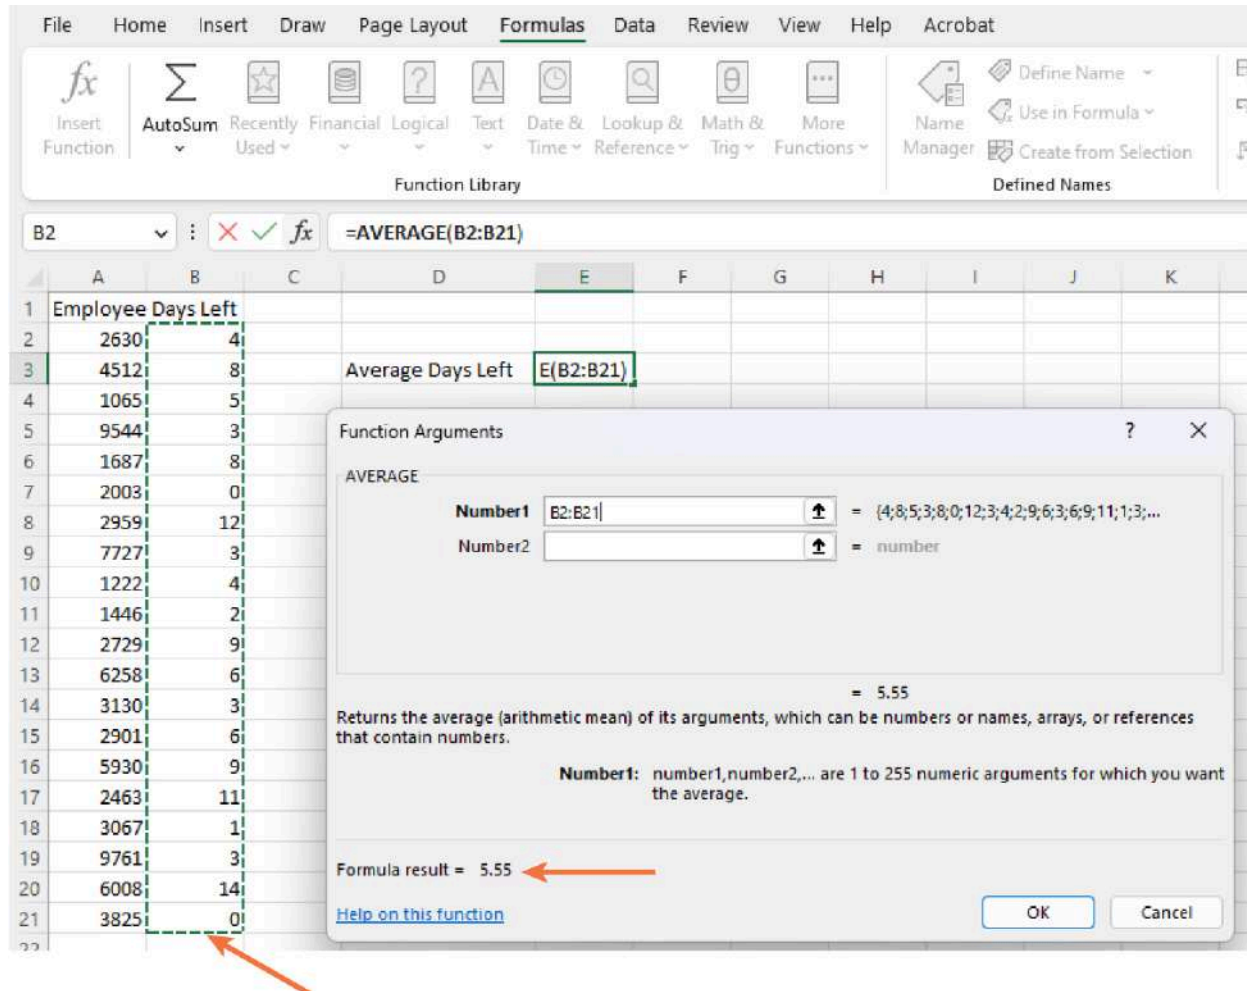 File Home Insert Draw Page Layout Formulas Data Review View Help Acrobat
fx Insert Function
AutoSum
Recently Used
Financial
Logical
Text
Date & Time
Lookup & Reference
Math & Trig
More Functions
Function Library
Name Manager
Define Name
Use in Formula
Create from Selection
Defined Names
B2 fx =AVERAGE(B2:B21)
A B C D E F G H I J K
1 Employee Days Left
2 2630 4
3 4512 8 Average Days Left E(B2:B21)
4 1065 5
5 9544 3
6 1687 8
7 2003 0
8 2959 12
9 7727 3
10 1222 4
11 1446 2
12 2729 9
13 6258 6
14 3130 3
15 2901 6
16 5930 9
17 2463 11
18 3067 1
19 9761 3
20 6008 14
21 3825 0
22
Function Arguments ? ×
AVERAGE
Number1 B2:B21 = {4;8;5;3;8;0;12;3;4;2;9;6;3;6;9;11;1;3;...
Number2 = number
= 5.55
Returns the average (arithmetic mean) of its arguments, which can be numbers or names, arrays, or references
that contain numbers.
Number1: number1,number2,... are 1 to 255 numeric arguments for which you want
the average.
Formula result = 5.55
Help on this function
OK Cancel